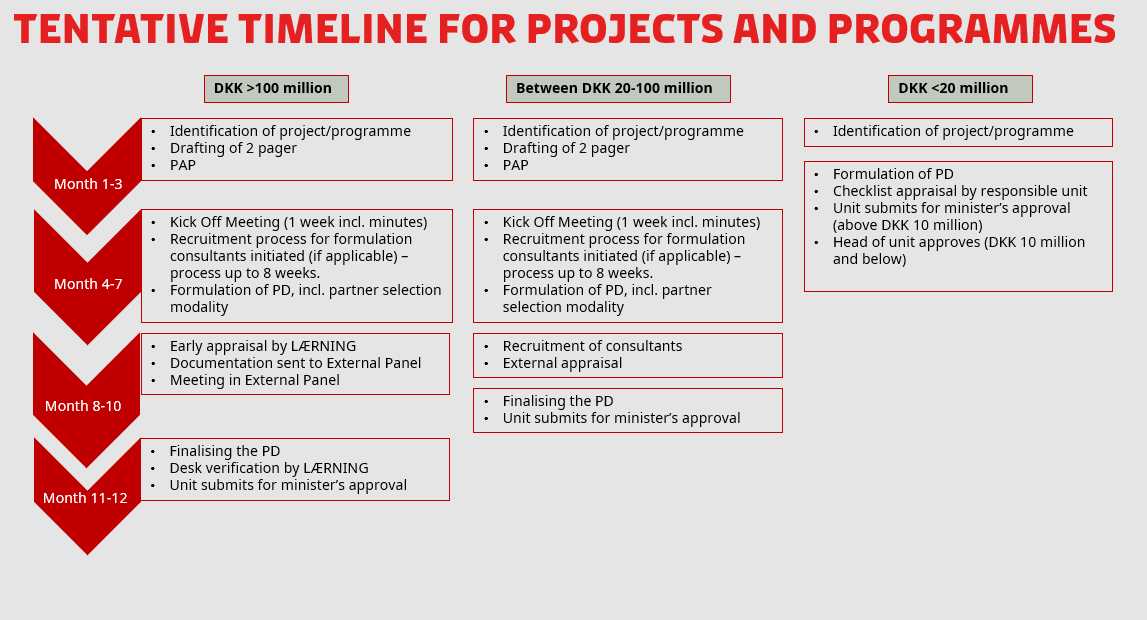 TENTATIVE TIMELINE FOR PROJECTS AND PROGRAMMES
DKK >100 million
Between DKK 20-100 million
DKK <20 million
Month 1-3
• Identification of project/programme
• Drafting of 2 pager
• PAP
• Identification of project/programme
• Drafting of 2 pager
• PAP
• Identification of project/programme
• Formulation of PD
• Checklist appraisal by responsible unit
• Unit submits for minister’s approval
(above DKK 10 million)
• Head of unit approves (DKK 10 million
and below)
Month 4-7
• Kick Off Meeting (1 week incl. minutes)
• Recruitment process for formulation
consultants initiated (if applicable) –
process up to 8 weeks.
• Formulation of PD, incl. partner selection
modality
• Kick Off Meeting (1 week incl. minutes)
• Recruitment process for formulation
consultants initiated (if applicable) –
process up to 8 weeks.
• Formulation of PD, incl. partner
selection modality
Month 8-10
• Early appraisal by LÆRNING
• Documentation sent to External Panel
• Meeting in External Panel
• Recruitment of consultants
• External appraisal
• Finalising the PD
• Unit submits for minister’s approval
Month 11-12
• Finalising the PD
• Desk verification by LÆRNING
• Unit submits for minister’s approval